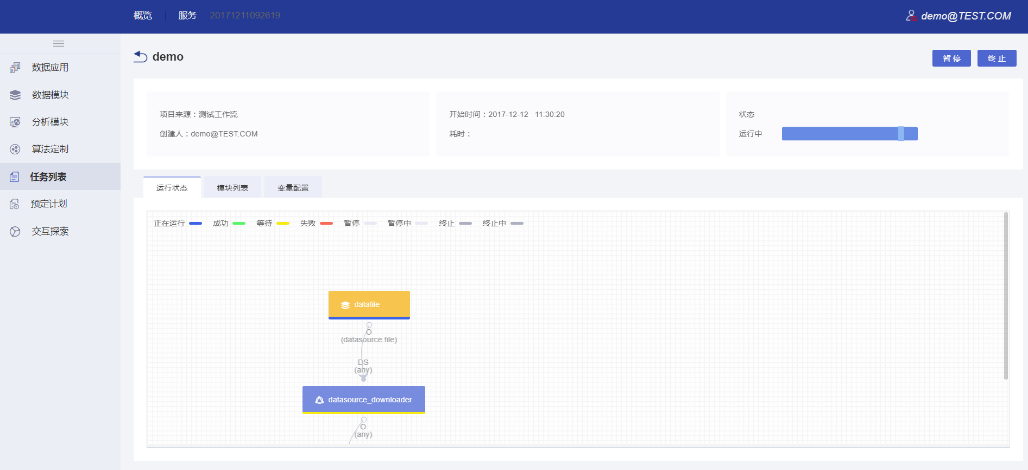 概览 服务 20171211092619 demo@TEST.COM
demo 暂停 终止
数据应用
数据模块
分析模块
算法定制
任务列表
预定计划
交互探索
项目来源：测试工作流
创建人：demo@TEST.COM
开始时间：2017-12-12 11:30:20
耗时：
状态
运行中
运行状态 模块列表 变量配置
正在运行 成功 等待 失败 暂停 暂停中 终止 终止中
datafile
O
(datasource file)
DS
(any)
datasource_downloader
O
(any)